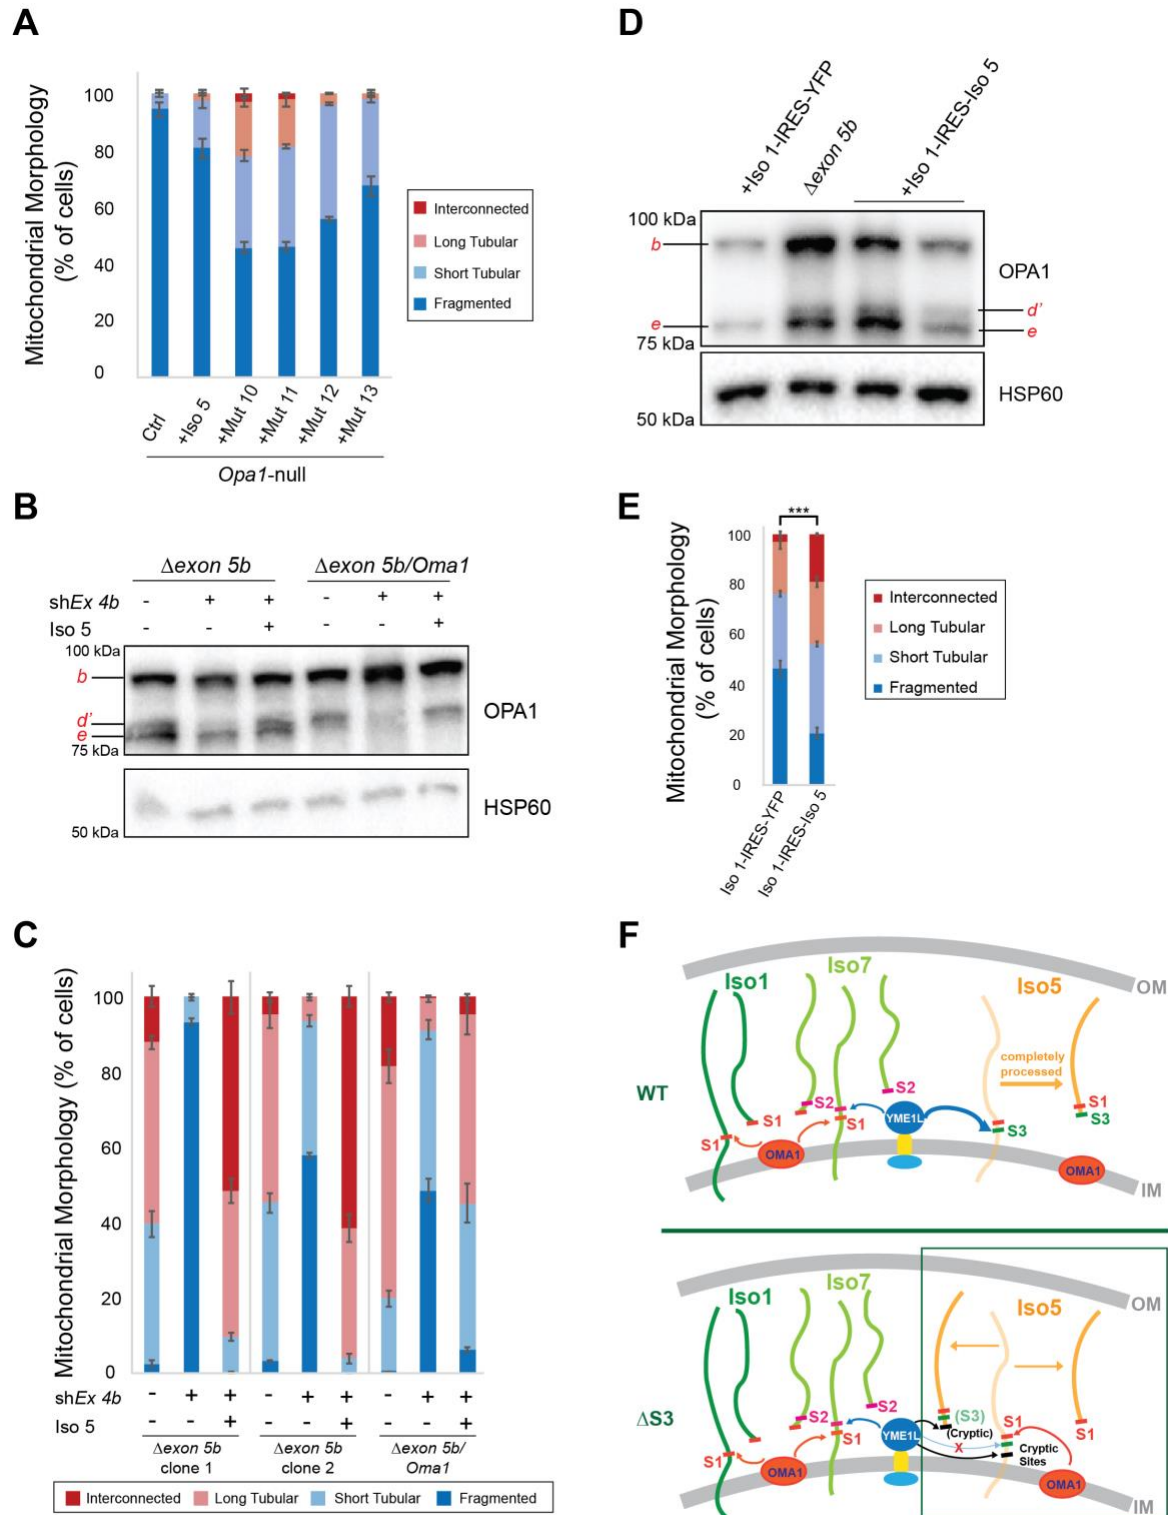 A
Mitochondrial Morphology
(% of cells)
100
80
60
40
20
0
Ctrl
+Iso 5
+Mut 10
+Mut 11
+Mut 12
+Mut 13
Opa1-null
Interconnected
Long Tubular
Short Tubular
Fragmented
B
Δexon 5b
Δexon 5b/Oma1
shEx 4b - + + - + +
Iso 5 - - + - - +
100 kDa
b
d'
e
75 kDa
OPA1
HSP60
50 kDa
C
Mitochondrial Morphology (% of cells)
100
80
60
40
20
0
shEx 4b - + + - + + - + +
Iso 5 - - + - - + - - +
Δexon 5b
clone 1
Δexon 5b
clone 2
Δexon 5b/
Oma1
Interconnected
Long Tubular
Short Tubular
Fragmented
D
+Iso 1-IRES-YFP
Δexon 5b
+Iso 1-IRES-Iso 5
100 kDa
b
e
75 kDa
OPA1
d'
e
HSP60
50 kDa
E
Mitochondrial Morphology
(% of cells)
***
100
80
60
40
20
0
Iso 1-IRES-YFP
Iso 1-IRES-Iso 5
Interconnected
Long Tubular
Short Tubular
Fragmented
F
WT
Iso1
Iso7
Iso5
OM
completely
processed
S2
S2
S1
S1
S1
YME1L
S3
S1
S3
OMA1
OMA1
IM
ΔS3
Iso1
Iso7
Iso5
OM
S2
S2
S1
S1
YME1L
(S3)
(Cryptic)
X
S1
Cryptic
Sites
S1
OMA1
OMA1
IM